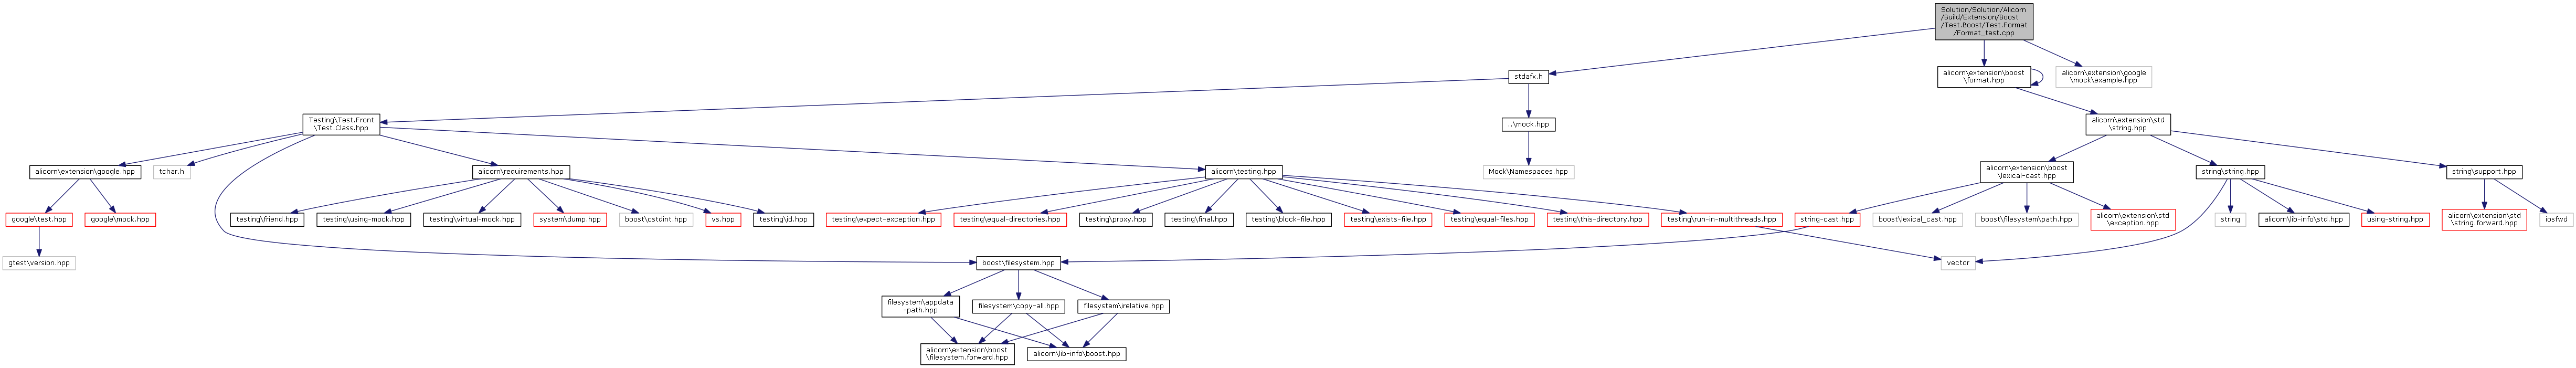 Solution/Solution/Alicorn
/Build/Extension/Boost
/Test.Boost/Test.Format
/Format_test.cpp
stdafx.h
alicorn\extension\boost
\format.hpp
alicorn\extension\google
\mock\example.hpp
Testing\Test.Front
\Test.Class.hpp
..\mock.hpp
alicorn\extension\std
\string.hpp
alicorn\extension\google.hpp
tchar.h
alicorn\requirements.hpp
alicorn\testing.hpp
Mock\Namespaces.hpp
alicorn\extension\boost
\lexical-cast.hpp
string\string.hpp
string\support.hpp
google\test.hpp
google\mock.hpp
testing\friend.hpp
testing\using-mock.hpp
testing\virtual-mock.hpp
system\dump.hpp
boost\cstdint.hpp
vs.hpp
testing\id.hpp
testing\expect-exception.hpp
testing\equal-directories.hpp
testing\proxy.hpp
testing\final.hpp
testing\block-file.hpp
testing\exists-file.hpp
testing\equal-files.hpp
testing\this-directory.hpp
testing\run-in-multithreads.hpp
string-cast.hpp
boost\lexical_cast.hpp
boost\filesystem\path.hpp
alicorn\extension\std
\exception.hpp
string
alicorn\lib-info\std.hpp
using-string.hpp
alicorn\extension\std
\string.forward.hpp
iosfwd
gtest\version.hpp
boost\filesystem.hpp
vector
filesystem\appdata
-path.hpp
filesystem\copy-all.hpp
filesystem\irelative.hpp
alicorn\extension\boost
\filesystem.forward.hpp
alicorn\lib-info\boost.hpp